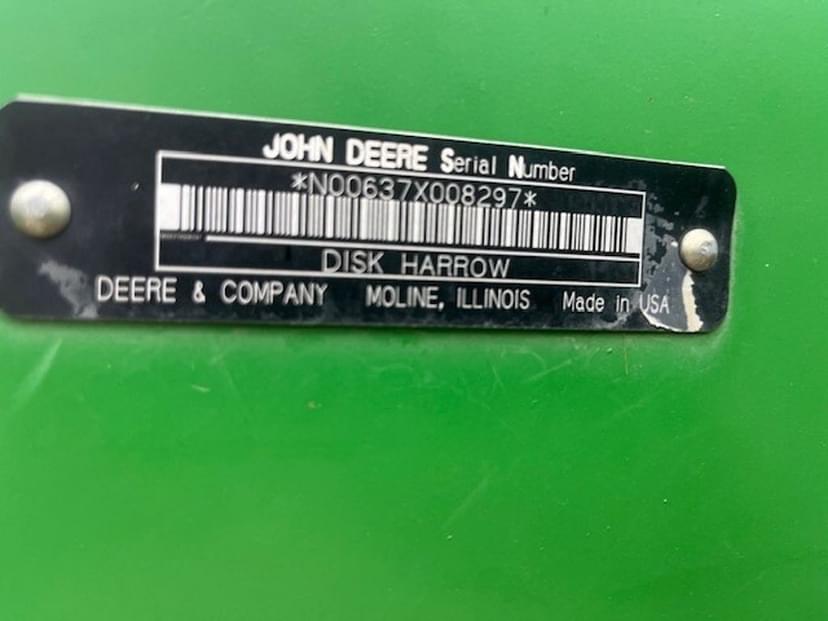 JOHN DEERE Serial Number
*N00637X008297*
DISK HARROW
DEERE & COMPANY MOLINE, ILLINOIS Made in USA